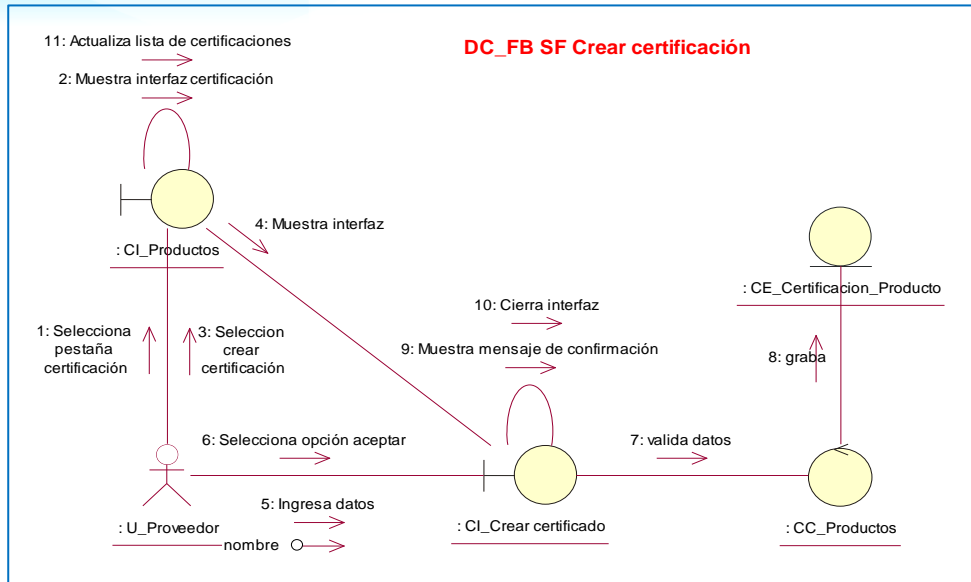 11: Actualiza lista de certificaciones
DC_FB SF Crear certificación
2: Muestra interfaz certificación
4: Muestra interfaz
: CI_Productos
: CE_Certificacion_Producto
10: Cierra interfaz
1: Selecciona
pestaña
certificación
3: Seleccion
crear
certificación
9: Muestra mensaje de confirmación
8: graba
6: Selecciona opción aceptar
7: valida datos
5: Ingresa datos
: U_Proveedor
: CI_Crear certificado
: CC_Productos
nombre